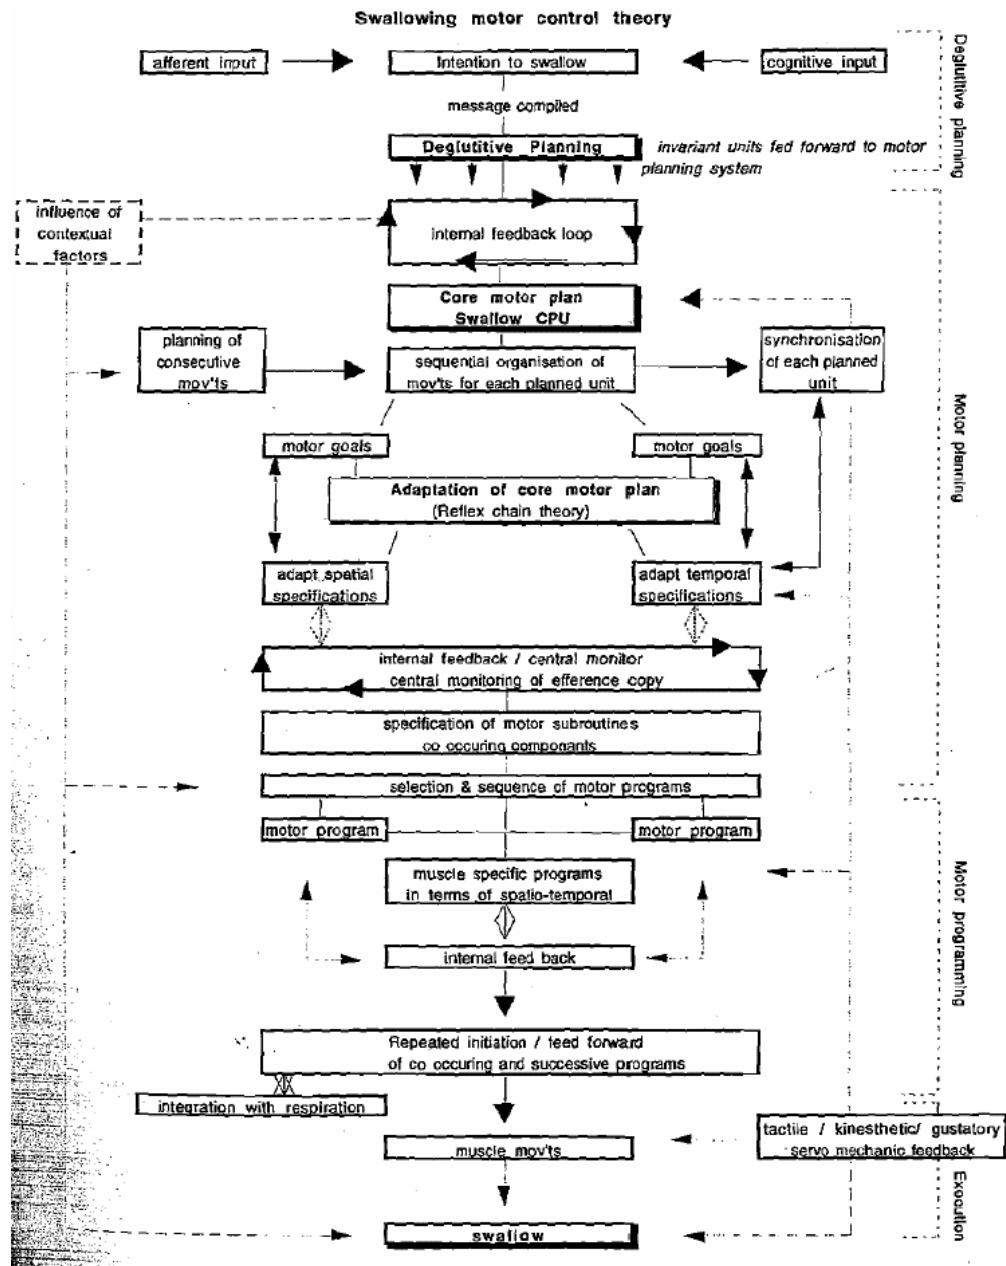 Swallowing motor control theory
afferent input
Intention to swallow
cognitive input
message compiled
Deglutitive Planning
invariant units fed forward to motor
planning system
Deglutitive planning
influence of
contextual
factors
internal feedback loop
Core motor plan
Swallow CPU
planning of
consecutive
mov'ts
sequential organisation of
mov'ts for each planned unit
synchronisation
of each planned
unit
motor goals
motor goals
Motor planning
Adaptation of core motor plan
(Reflex chain theory)
adapt spatial
specifications
adapt temporal
specifications
internal feedback / central monitor
central monitoring of efference copy
specification of motor subroutines
co occuring componants
selection & sequence of motor programs
motor program
motor program
muscle specific programs
in terms of spatio-temporal
Motor programming
internal feed back
Repeated initiation / feed forward
of co occuring and successive programs
integration with respiration
tactile / kinesthetic/ gustatory
servo mechanic feedback
muscle mov'ts
Execution
swallow